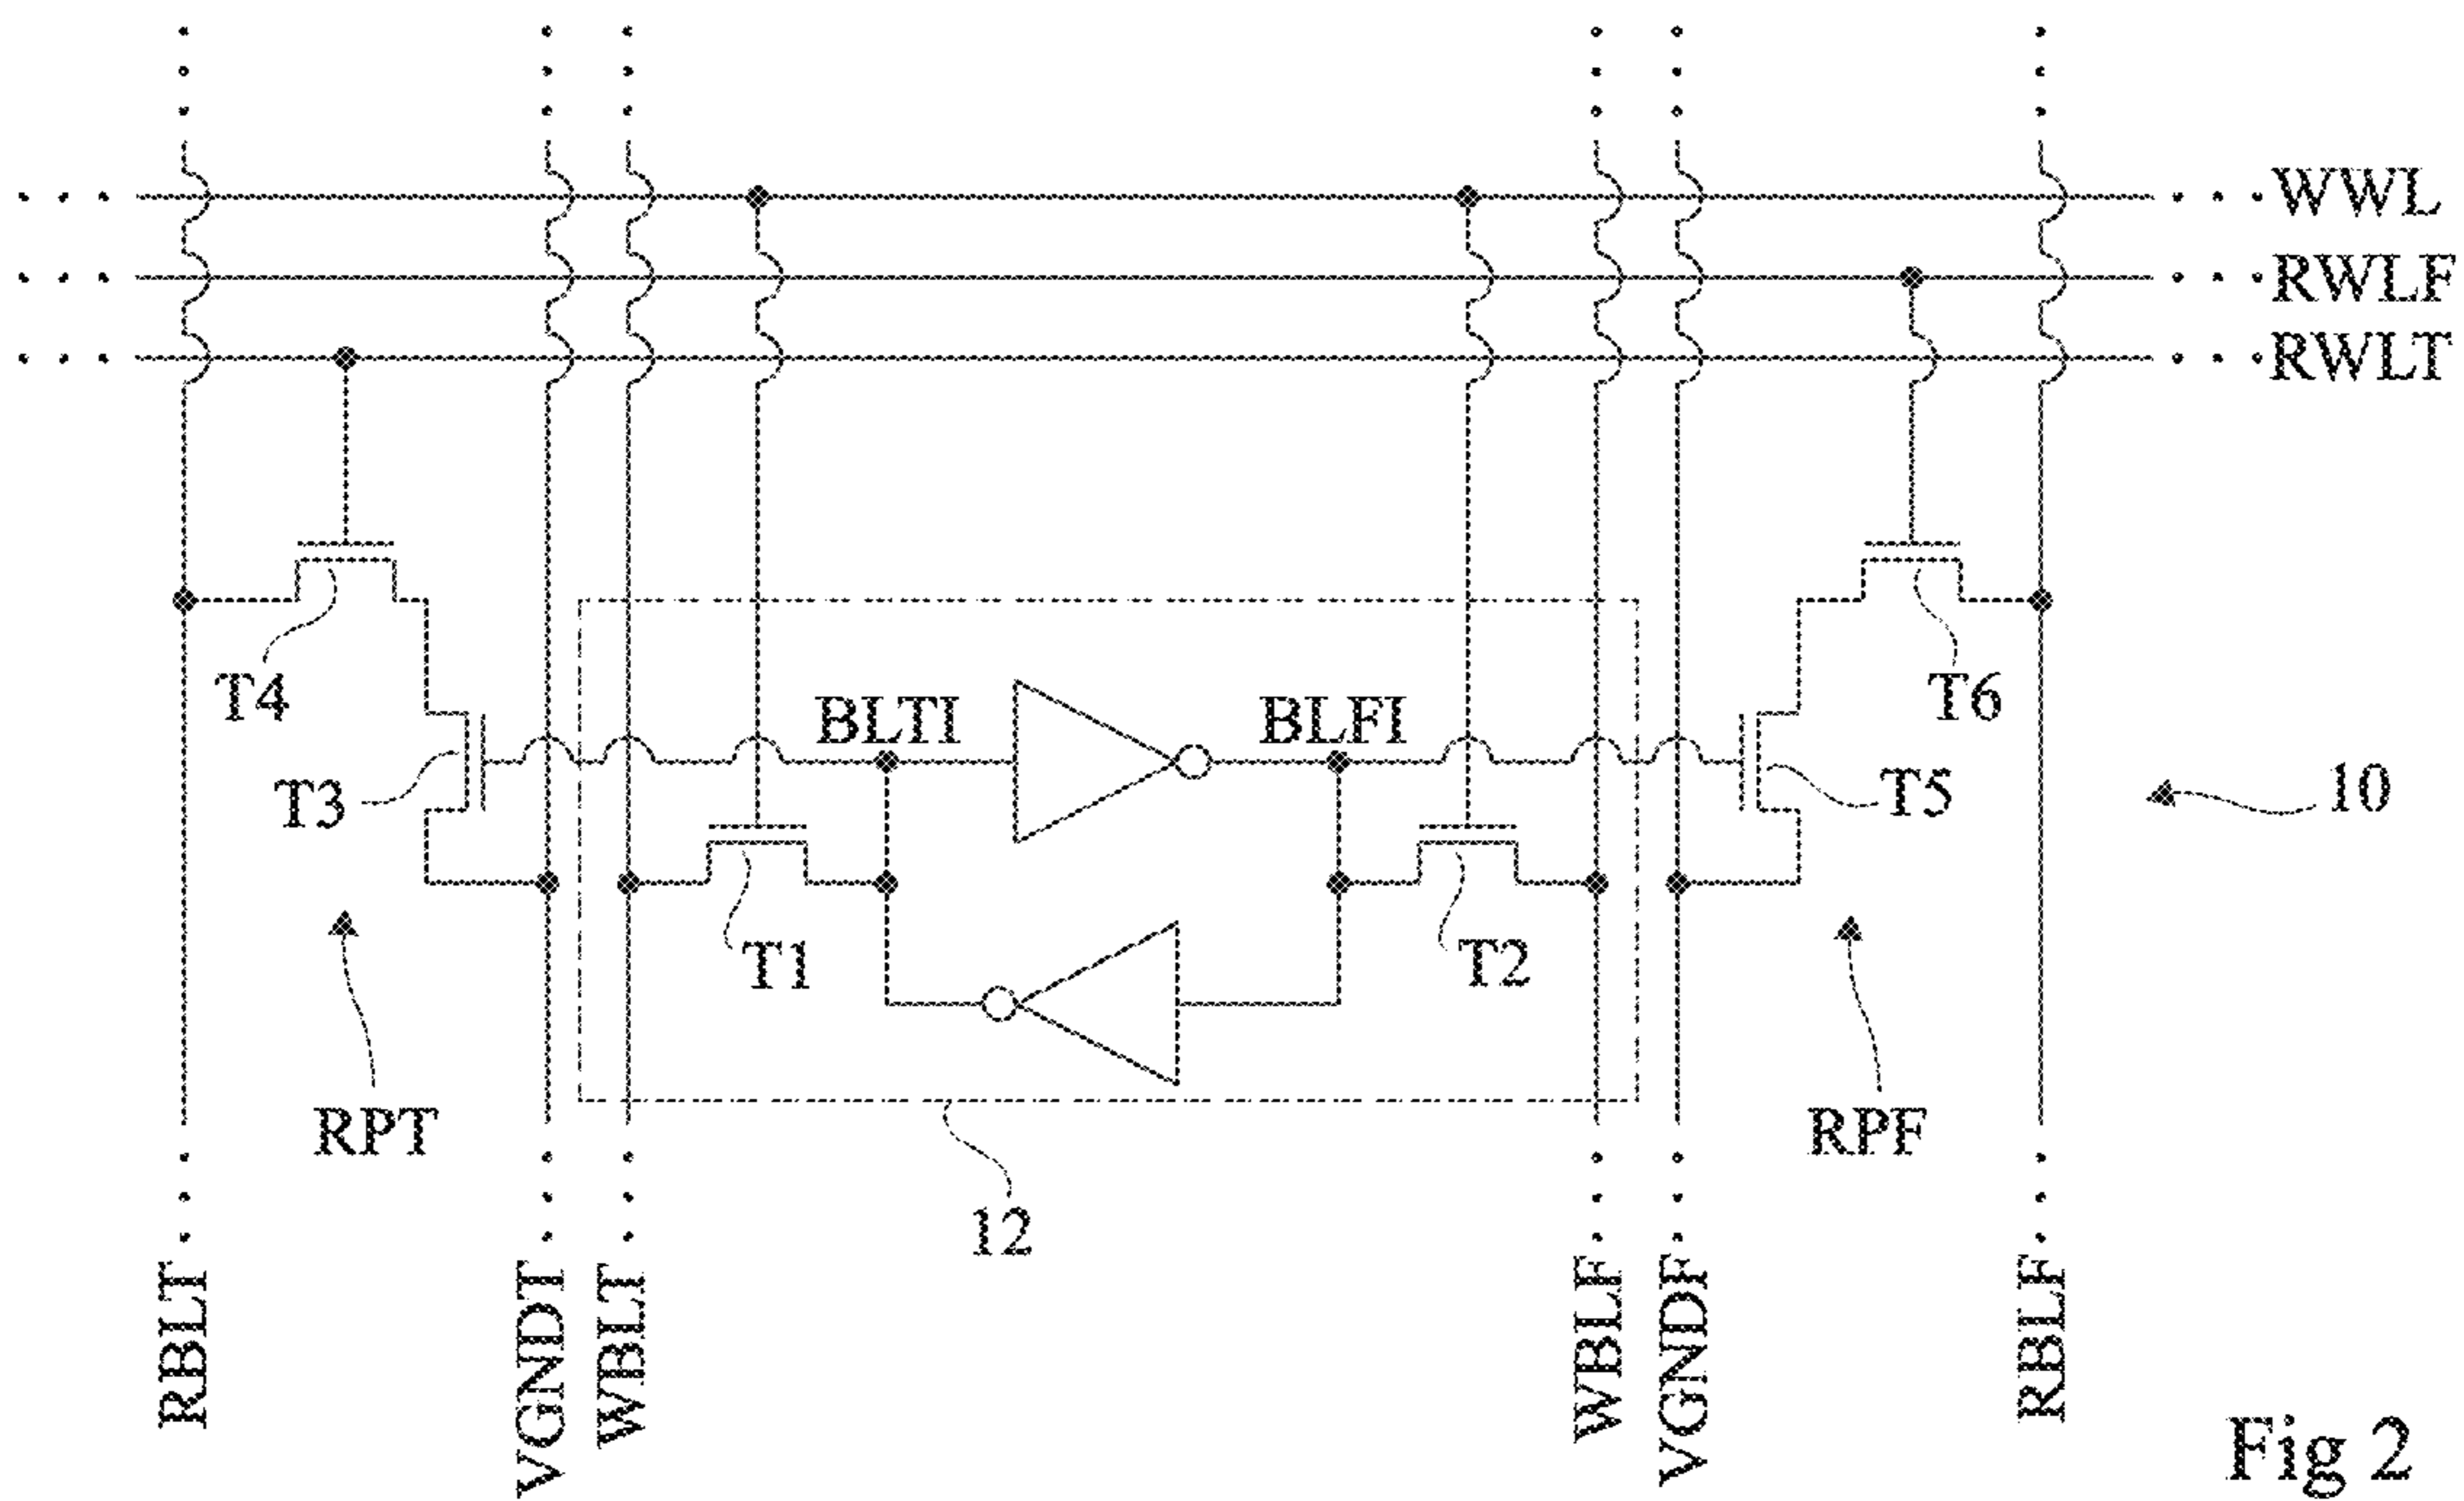 WWL
RWLF
RWLT
T4
T6
BLTI
BLFI
T3
T5
10
T1
T2
RPT
RPF
12
RBLT
VGNDT
WBLT
WBLF
VGNDF
RBLF
Fig 2